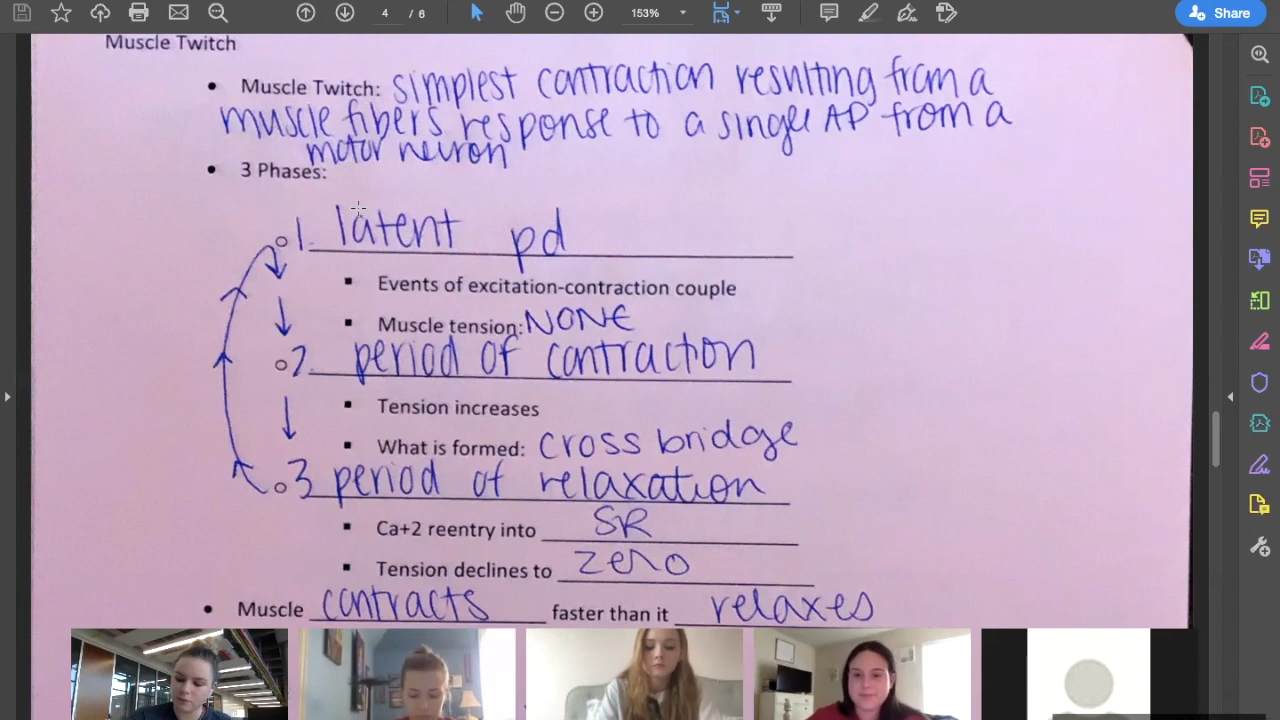 4 / 6
153%
Share
Muscle Twitch
• Muscle Twitch: simplest contraction resulting from a
muscle fibers response to a single AP from a
motor neuron
• 3 Phases:
1. latent pd
▪ Events of excitation-contraction couple
▪ Muscle tension: NONE
2. period of contraction
▪ Tension increases
▪ What is formed: cross bridge
3 period of relaxation
▪ Ca+2 reentry into SR
▪ Tension declines to zero
• Muscle contracts faster than it relaxes